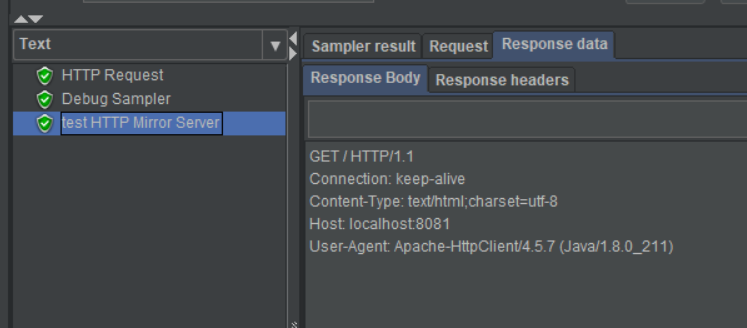 Text
HTTP Request
Debug Sampler
test HTTP Mirror Server
Sampler result Request Response data
Response Body Response headers
GET / HTTP/1.1
Connection: keep-alive
Content-Type: text/html;charset=utf-8
Host: localhost:8081
User-Agent: Apache-HttpClient/4.5.7 (Java/1.8.0_211)